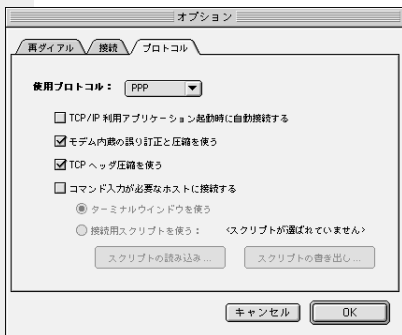 オプション
再ダイアル 接続 プロトコル
使用プロトコル： PPP
TCP/IP 利用アプリケーション起動時に自動接続する
モデム内蔵の誤り訂正と圧縮を使う
TCP ヘッダ圧縮を使う
コマンド入力が必要なホストに接続する
ターミナルウインドウを使う
接続用スクリプトを使う： <スクリプトが選ばれていません>
スクリプトの読み込み... スクリプトの書き出し...
キャンセル OK